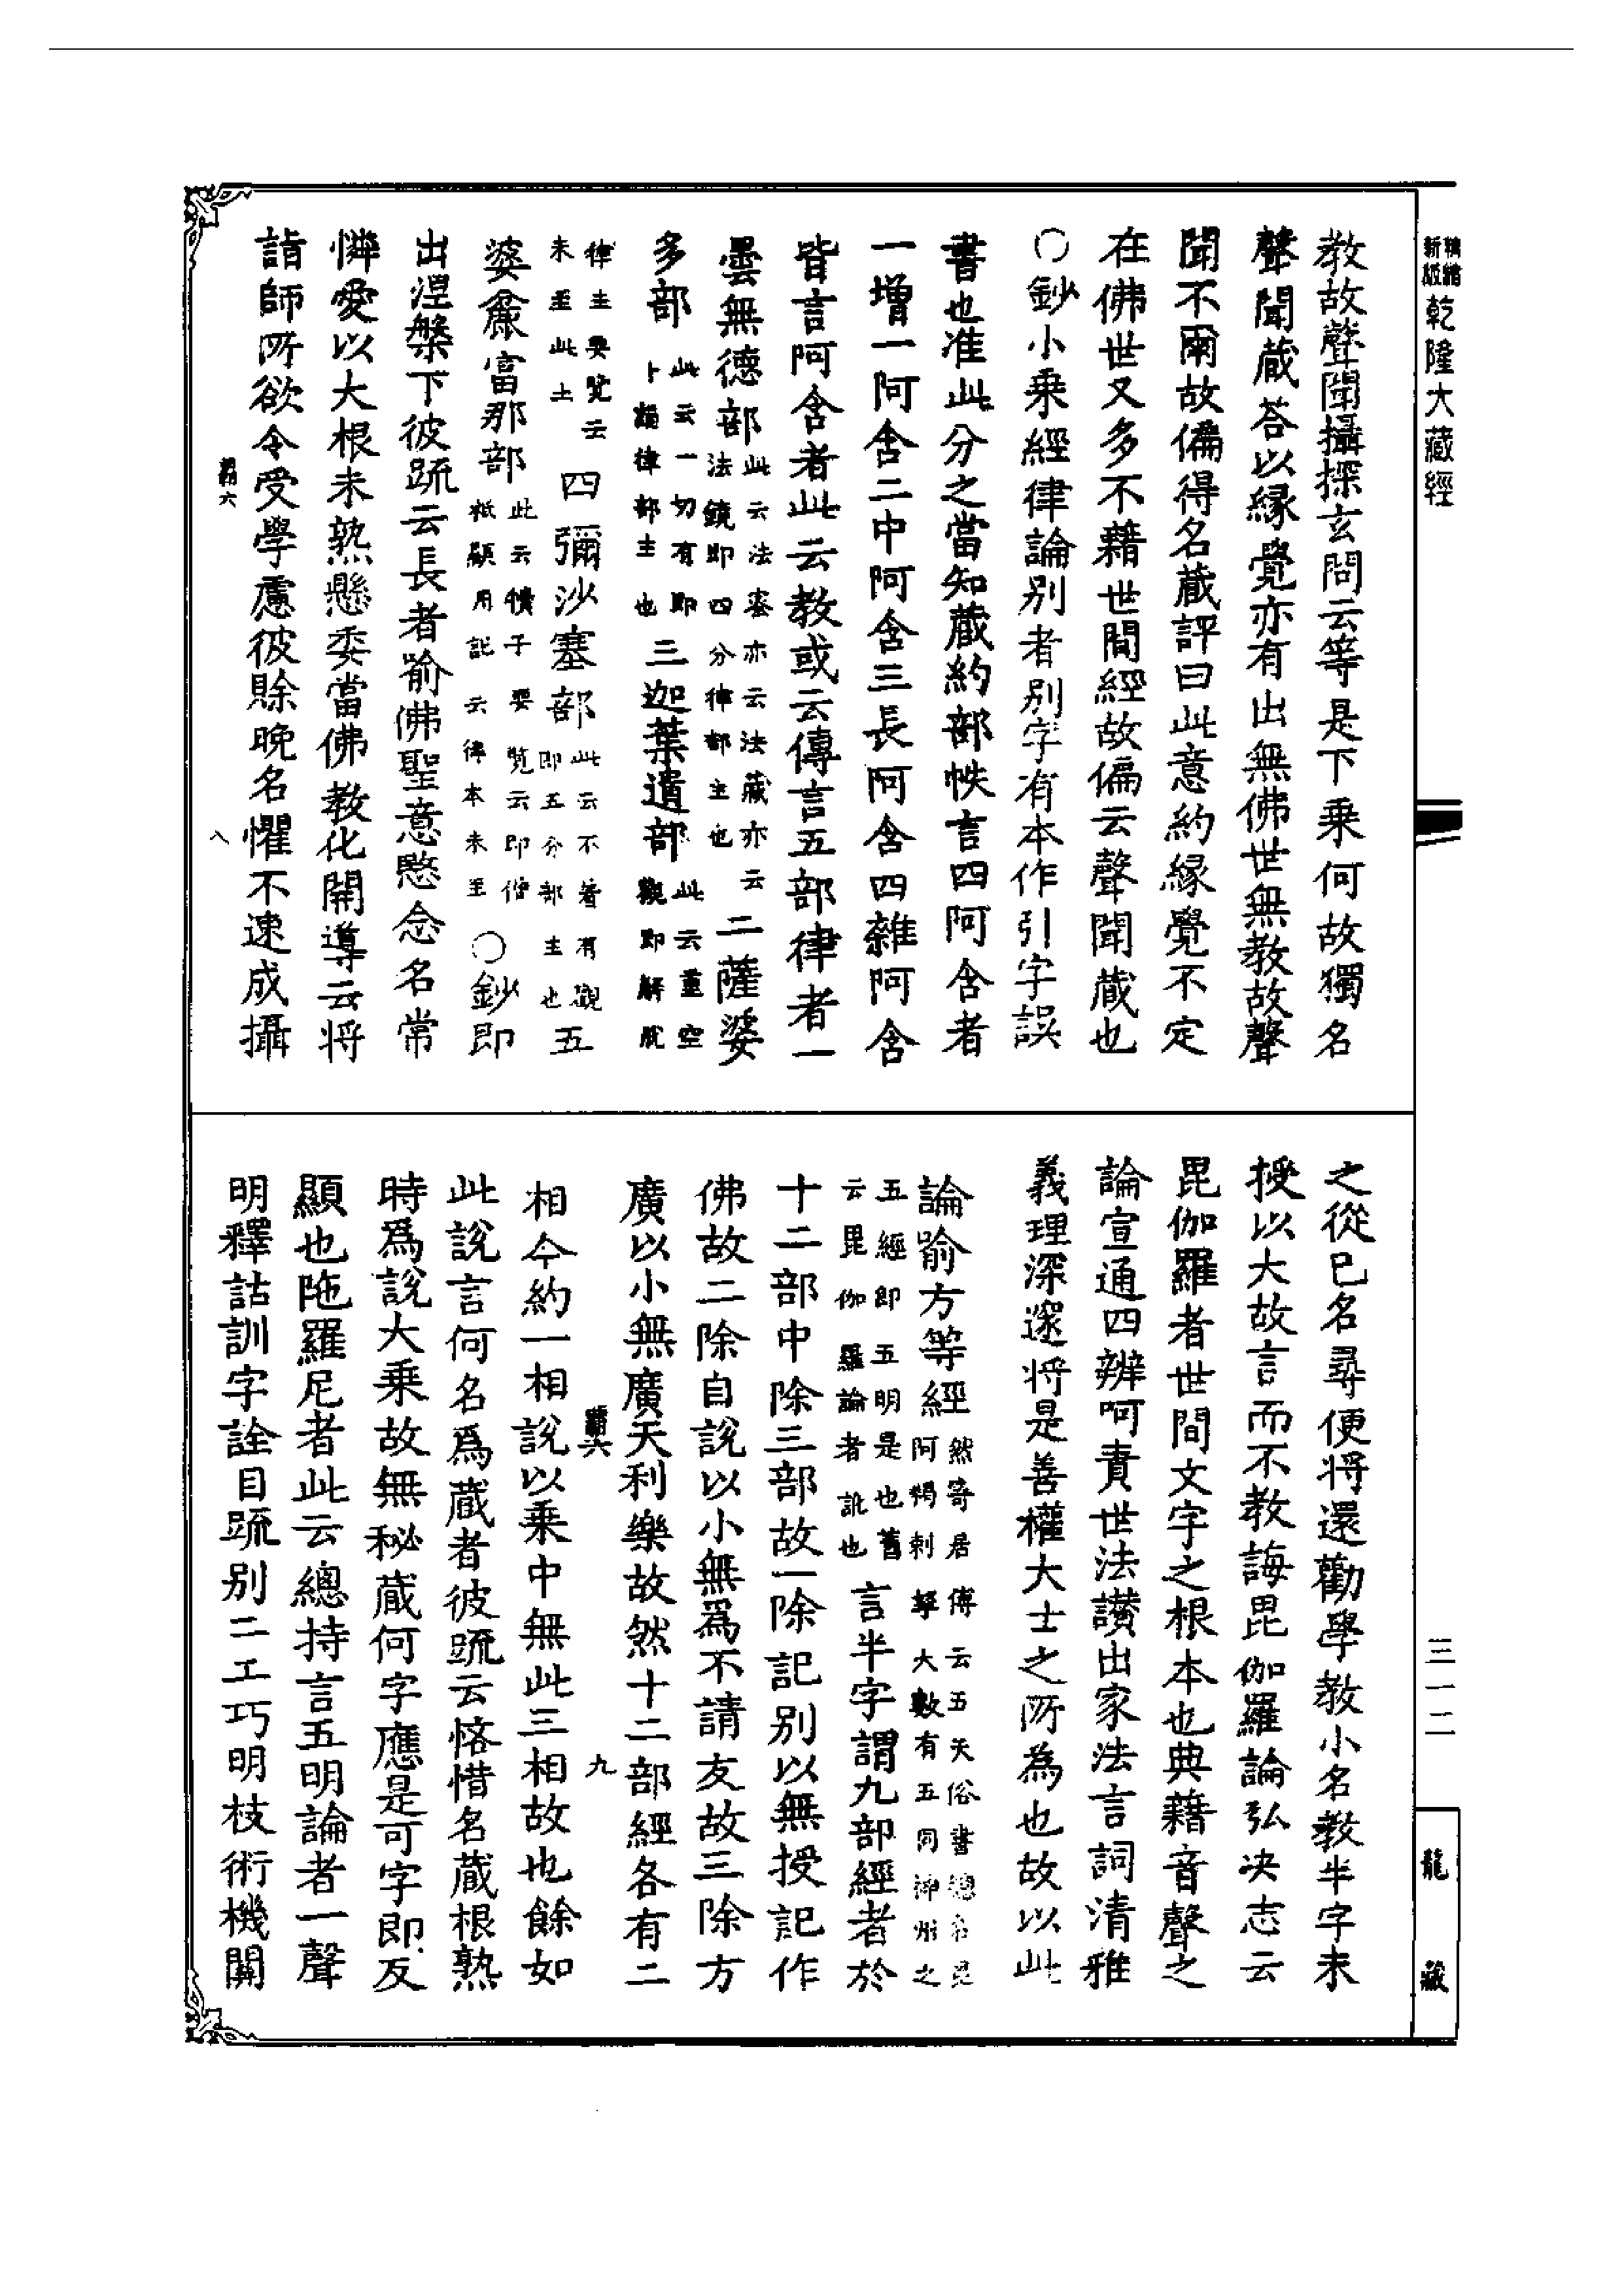 精縮新版乾隆大藏經
教故聲聞攝探玄問云等是下乘何故獨名
聲聞藏荅以緣覺亦有出無佛世無教故聲
聞不爾故偏得名藏評曰此意約緣覺不定
在佛世又多不藉世間經故偏云聲聞藏也
〇鈔小乘經律論别者别字有本作引字誤
書也准此分之當知藏約部帙言四阿含者
一增一阿含二中阿含三長阿含四雜阿含
皆言阿含者此云教或云傳言五部律者一
曇無德部此云法密亦云法藏亦云法鏡即四分律部主也二薩婆
多部此云一切有即十誦律部主也三迦葉遺部此云重空觀即解脫
律主要覽云未至此土四彌沙塞部此云不著有觀即五分部主也五
婆麁富那部此云犢子要覽云即僧祇顯用訛云律本未至〇鈔即
出涅槃下彼䟽云長者喻佛聖意愍念名常
憐愛以大根未熟懸委當佛教化開導云将
詣師所欲令受學慮彼賖晚名懼不速成攝
八
之從巳名尋便将還勸學教小名教半字未
授以大故言而不教誨毘伽羅論弘决志云
毘伽羅者世間文字之根本也典藉音聲之
論宣通四辨呵責世法讃出家法言詞清雅
義理深邃将是善權大士之所為也故以此
論喻方等經然寄居傳云五天俗書總名毘阿羯剌拏大數有五同神州之
五經即五明是也舊云毘伽羅論者訛也言半字謂九部經者於
十二部中除三部故一除記别以無授記作
佛故二除自說以小無爲不請友故三除方
廣以小無廣大利樂故然十二部經各有二
九
相今約一相說以乘中無此三相故也餘如
此說言何名爲藏者彼䟽云悋惜名藏根熟
時爲說大乘故無秘藏何字應是可字即反
顯也陁羅尼者此云總持言五明論者一聲
明釋詁訓字詮目䟽别二工巧明枝術機關
三一二
龍藏